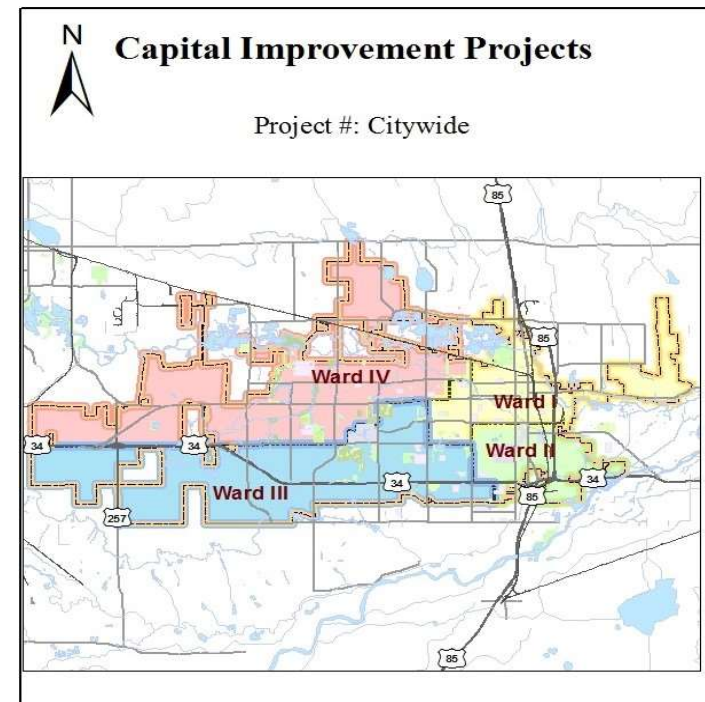 N
Capital Improvement Projects
Project #: Citywide
85
85
Ward IV
Ward I
34
34
Ward II
Ward III
34
34
85
257
85